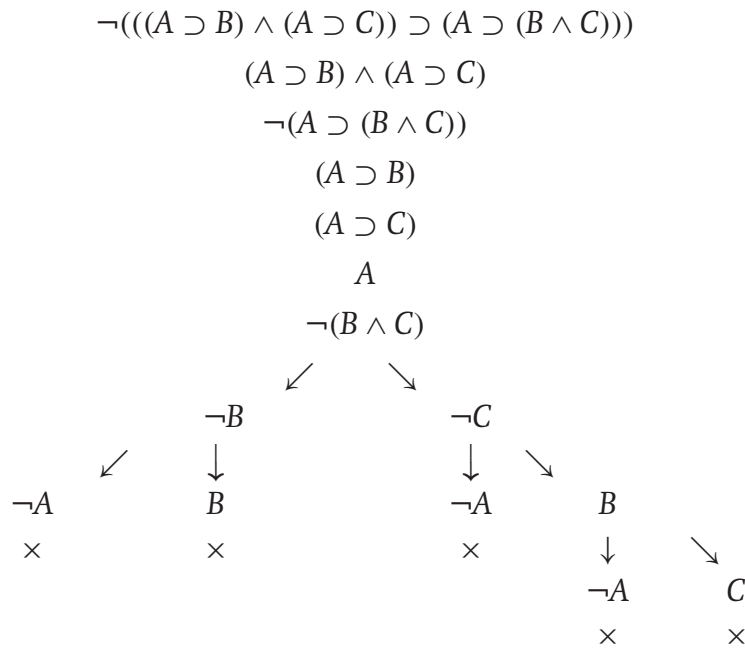 ¬(((A ⊃ B) ∧ (A ⊃ C)) ⊃ (A ⊃ (B ∧ C)))
(A ⊃ B) ∧ (A ⊃ C)
¬(A ⊃ (B ∧ C))
(A ⊃ B)
(A ⊃ C)
A
¬(B ∧ C)
↙ ↘
¬B ¬C
↙ ↓ ↓ ↘
¬A B ¬A B
× × × ↓ ↘
¬A C
× ×